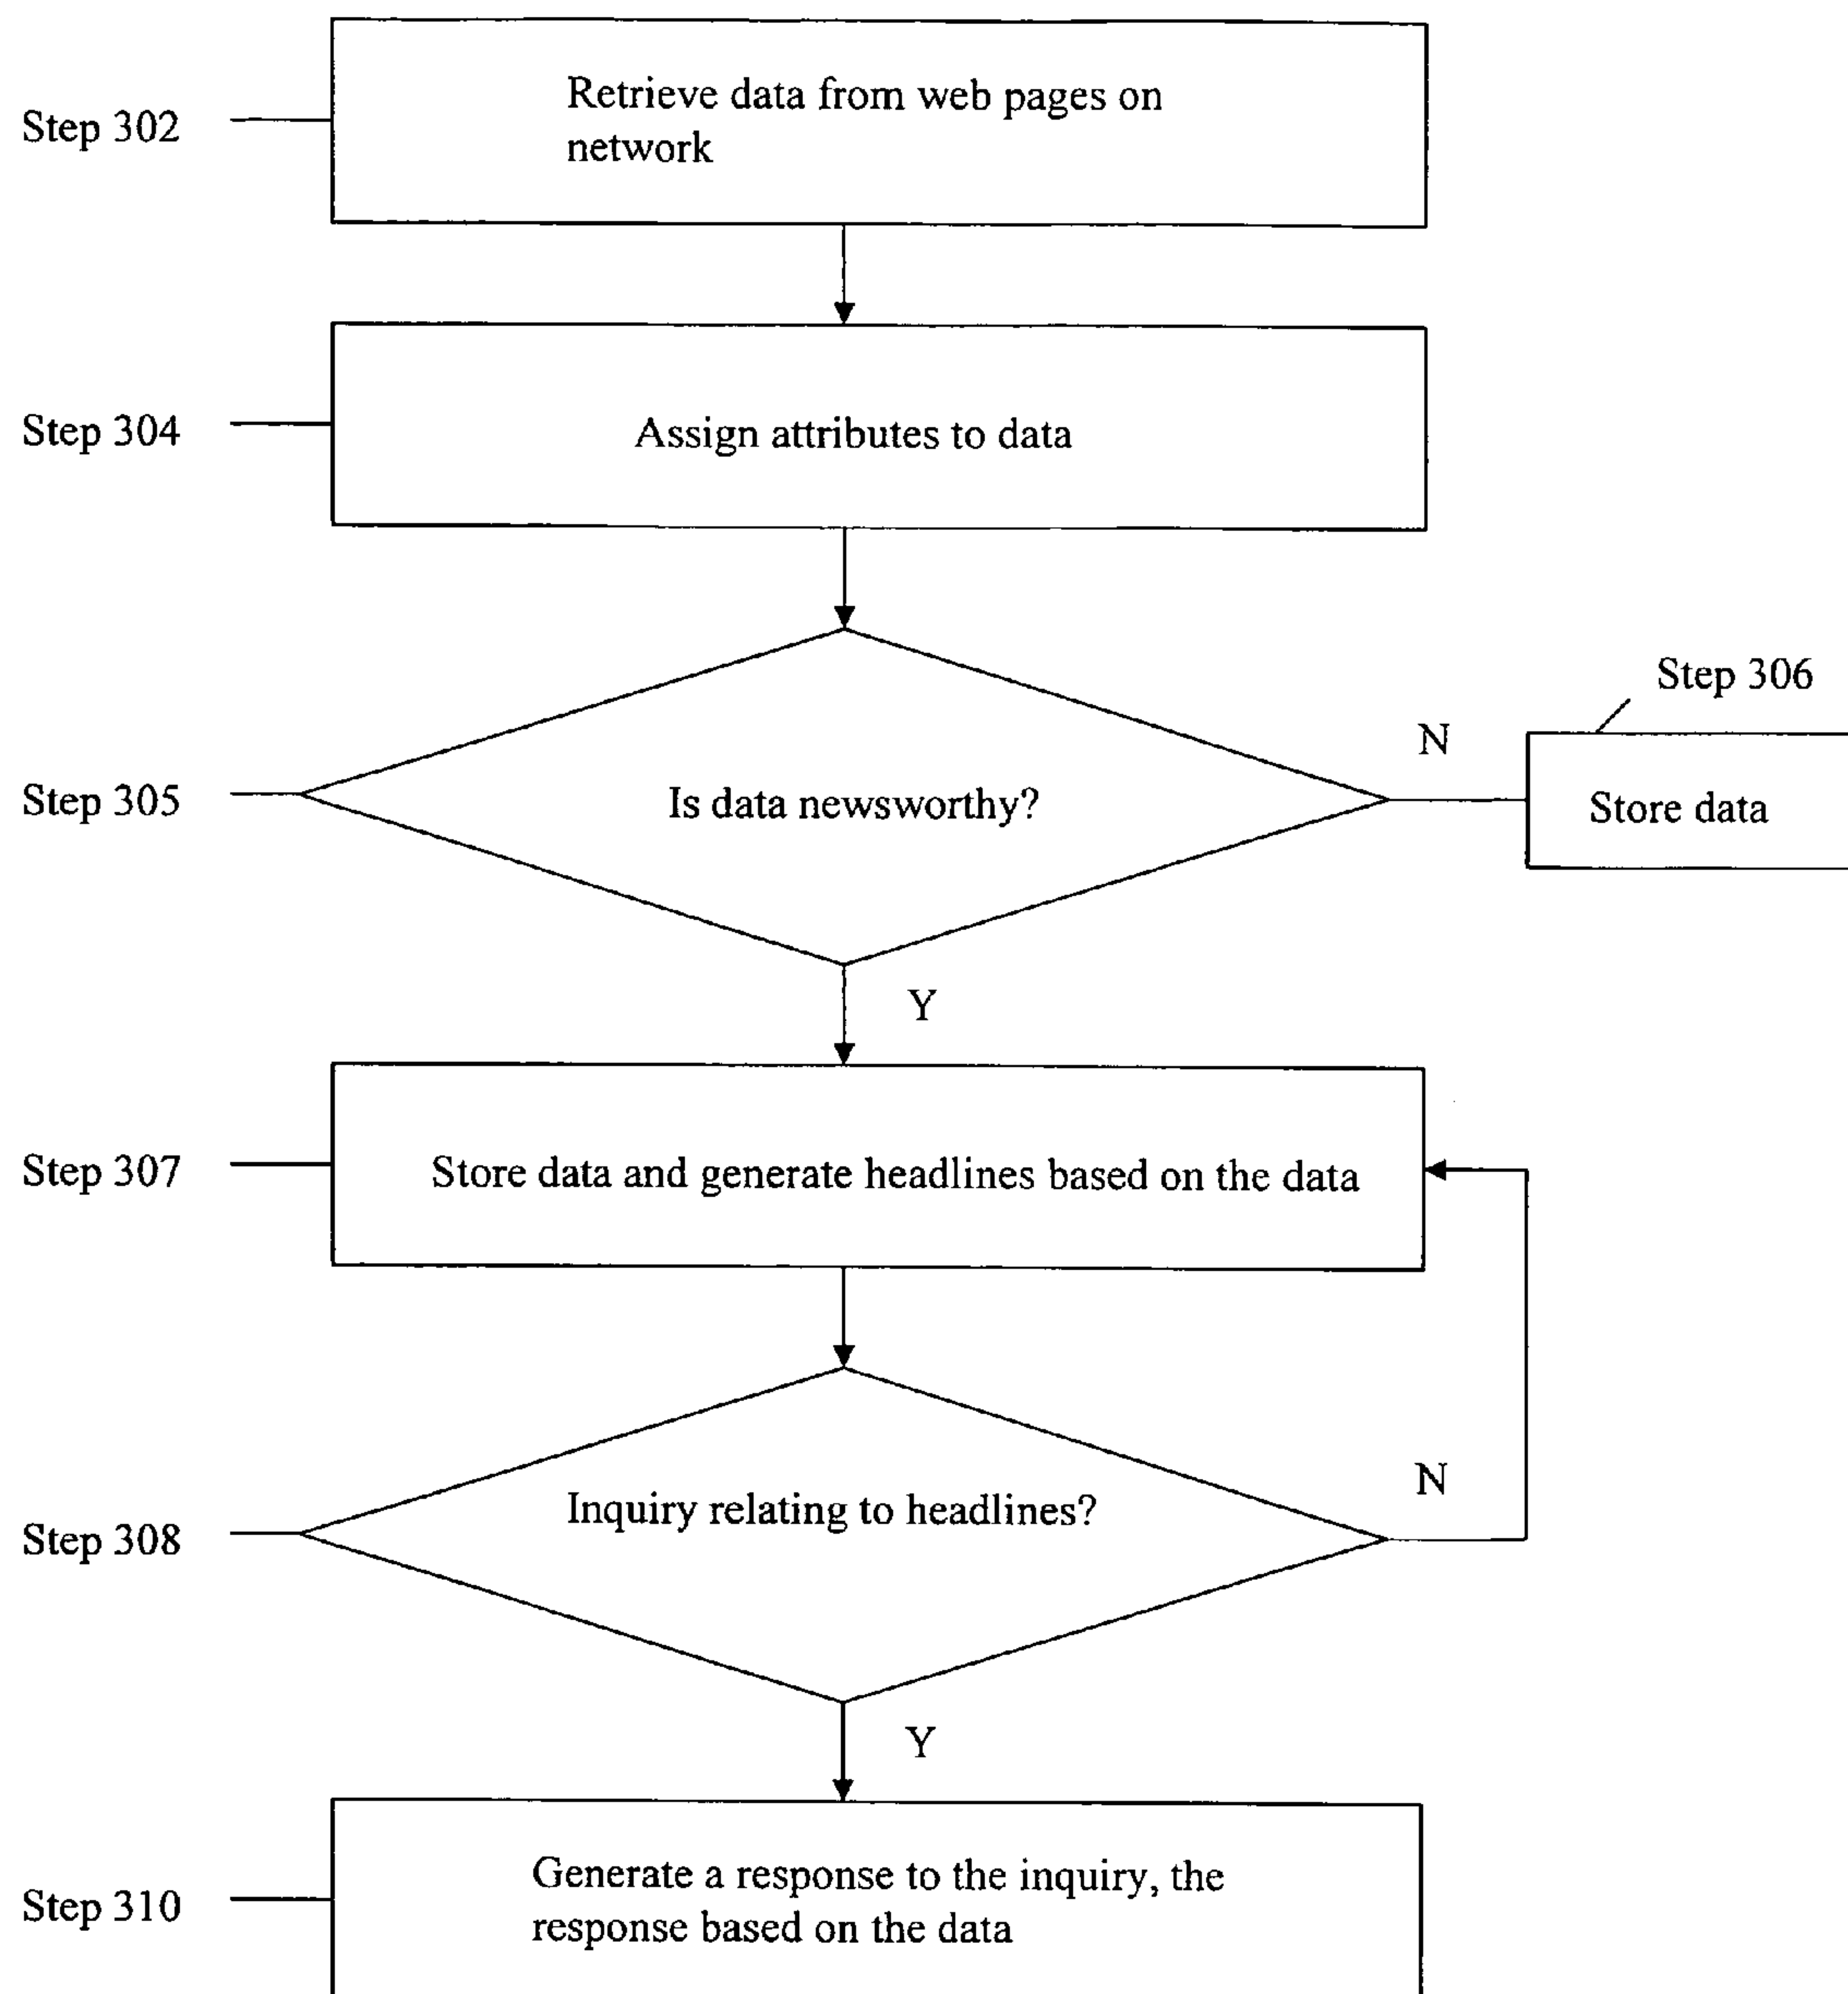 Step 302
Retrieve data from web pages on
network
Step 304
Assign attributes to data
Step 305
Is data newsworthy?
N
Step 306
Store data
Y
Step 307
Store data and generate headlines based on the data
Step 308
Inquiry relating to headlines?
N
Y
Step 310
Generate a response to the inquiry, the
response based on the data